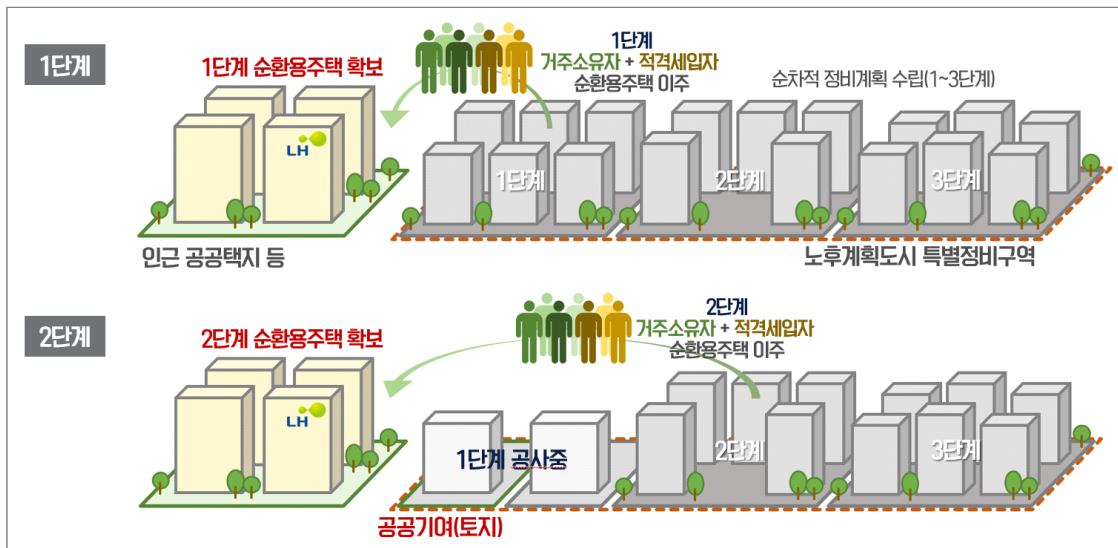 1단계
1단계 순환용주택 확보
1단계
거주소유자 + 적격세입자
순환용주택 이주
순차적 정비계획 수립(1~3단계)
LH
1단계
2단계
3단계
인근 공공택지 등
노후계획도시 특별정비구역
2단계
2단계 순환용주택 확보
2단계
거주소유자 + 적격세입자
순환용주택 이주
LH
1단계 공사중
2단계
3단계
공공기여(토지)